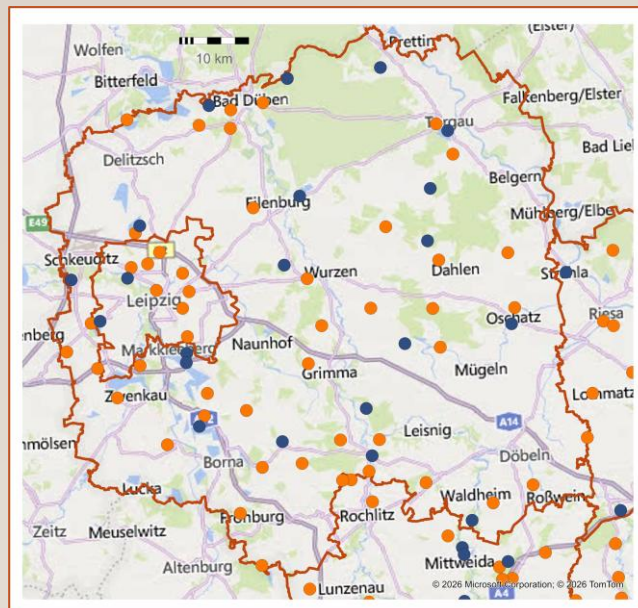 Prettin
(Elster)
Wolfen
10 km
Bitterfeld
Bad Düben
Falkenberg/Elster
Torgau
Bad Lie
Delitzsch
Belgern
Eilenburg
Mühlberg/Elbe
E49
Schkeuditz
Wurzen
Dahlen
Strehla
Leipzig
Oschatz
Riesa
enberg
Naunhof
Markkleeberg
Grimma
Mügeln
Zwenkau
Lommatz
A14
nmölsen
Leisnig
Borna
Döbeln
Lucka
Waldheim
Roßwein
Frohburg
Rochlitz
Zeitz
Meuselwitz
Altenburg
Mittweida
Lunzenau
© 2026 Microsoft Corporation; © 2026 TomTom
A4